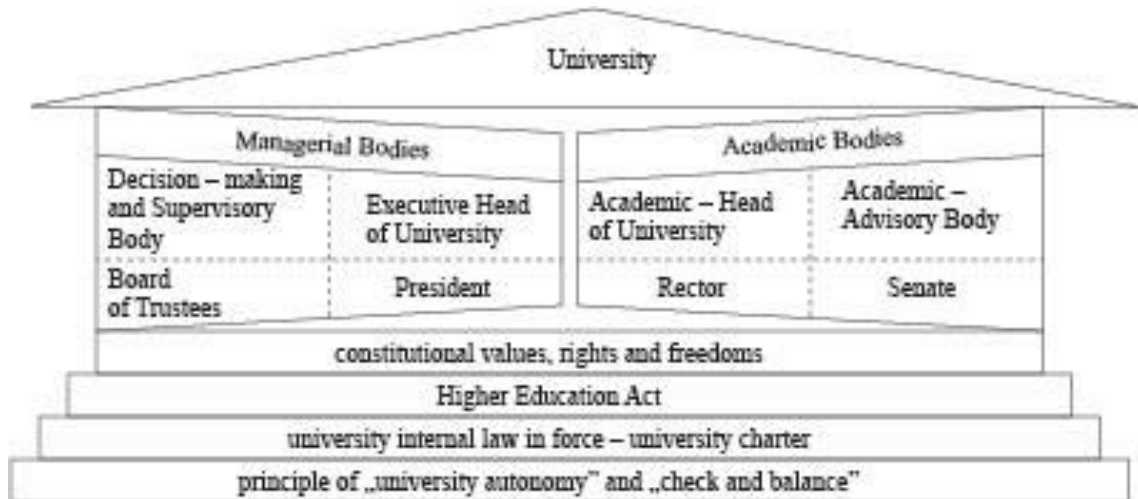 University
Managerial Bodies
Academic Bodies
Decision – making
and Supervisory
Body
Executive Head
of University
Academic – Head
of University
Academic –
Advisory Body
Board
of Trustees
President
Rector
Senate
constitutional values, rights and freedoms
Higher Education Act
university internal law in force – university charter
principle of „university autonomy” and „check and balance”